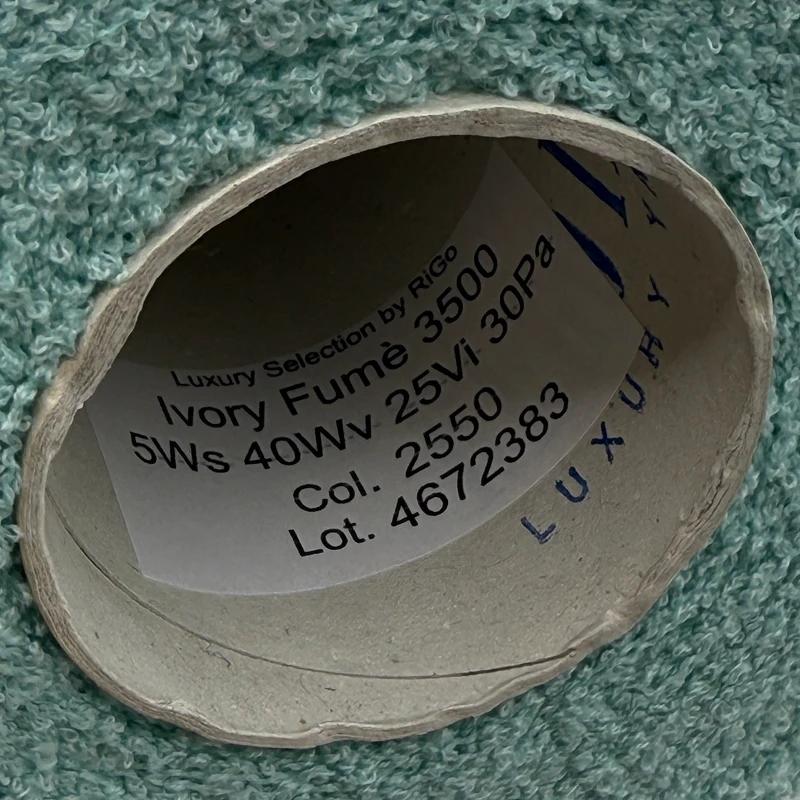 Luxury Selection by RiGo
Ivory Fumè 3500
5Ws 40Wv 25Vi 30Pa
Col. 2550
Lot. 4672383
LUXURY